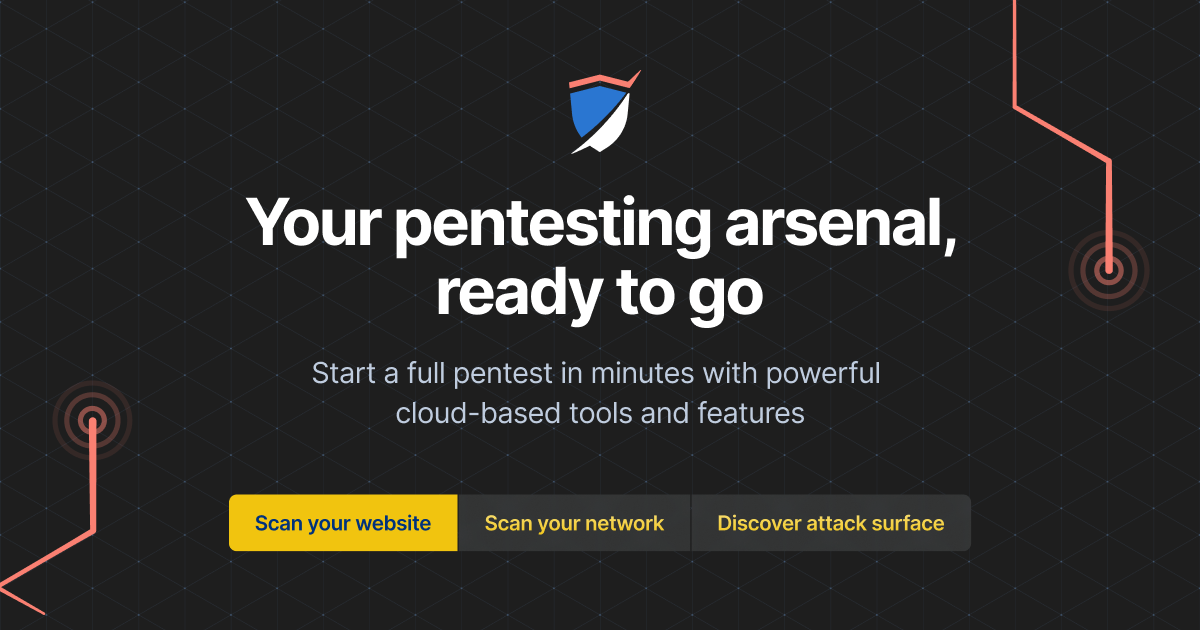 Your pentesting arsenal,
ready to go
Start a full pentest in minutes with powerful
cloud-based tools and features
Scan your website
Scan your network
Discover attack surface